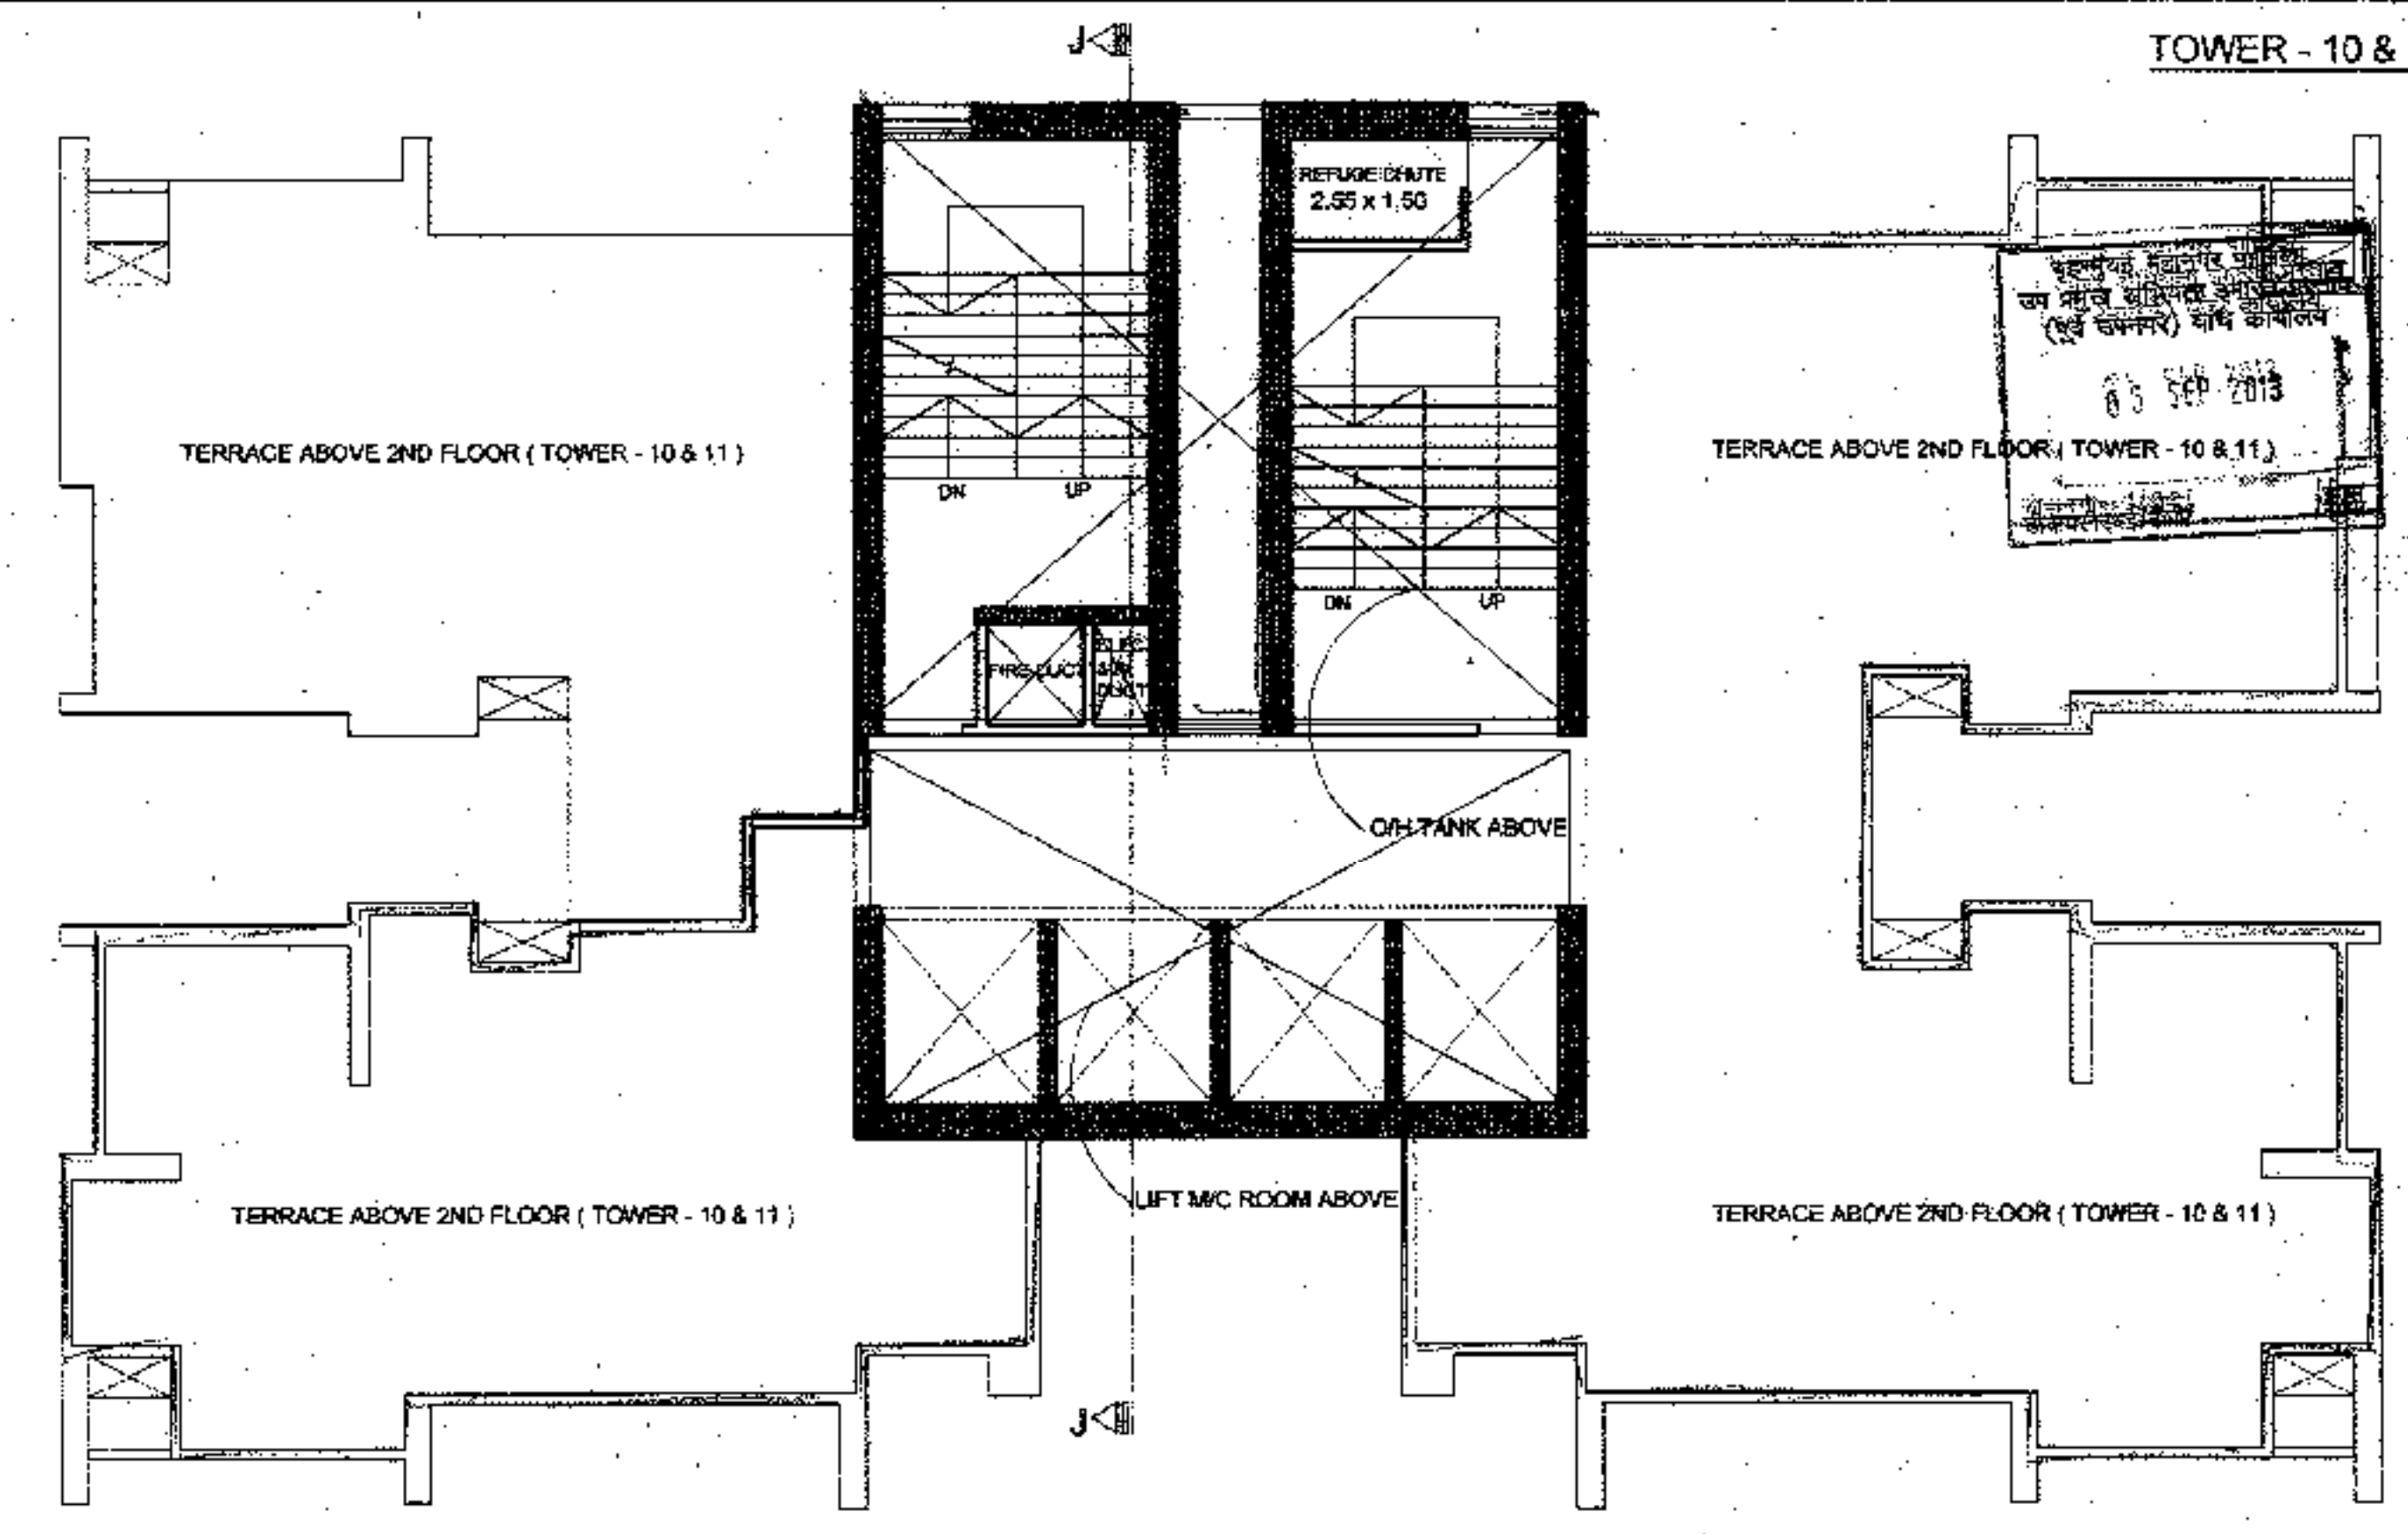 TOWER - 10 &
J
REFUGE CHUTE
2.55 x 1.50
SEP 2013
TERRACE ABOVE 2ND FLOOR ( TOWER - 10 & 11 )
TERRACE ABOVE 2ND FLOOR ( TOWER - 10 & 11 )
DN UP
DN UP
FIRE DUCT
DUCT
O/H TANK ABOVE
LIFT M/C ROOM ABOVE
TERRACE ABOVE 2ND FLOOR ( TOWER - 10 & 11 )
TERRACE ABOVE 2ND FLOOR ( TOWER - 10 & 11 )
J